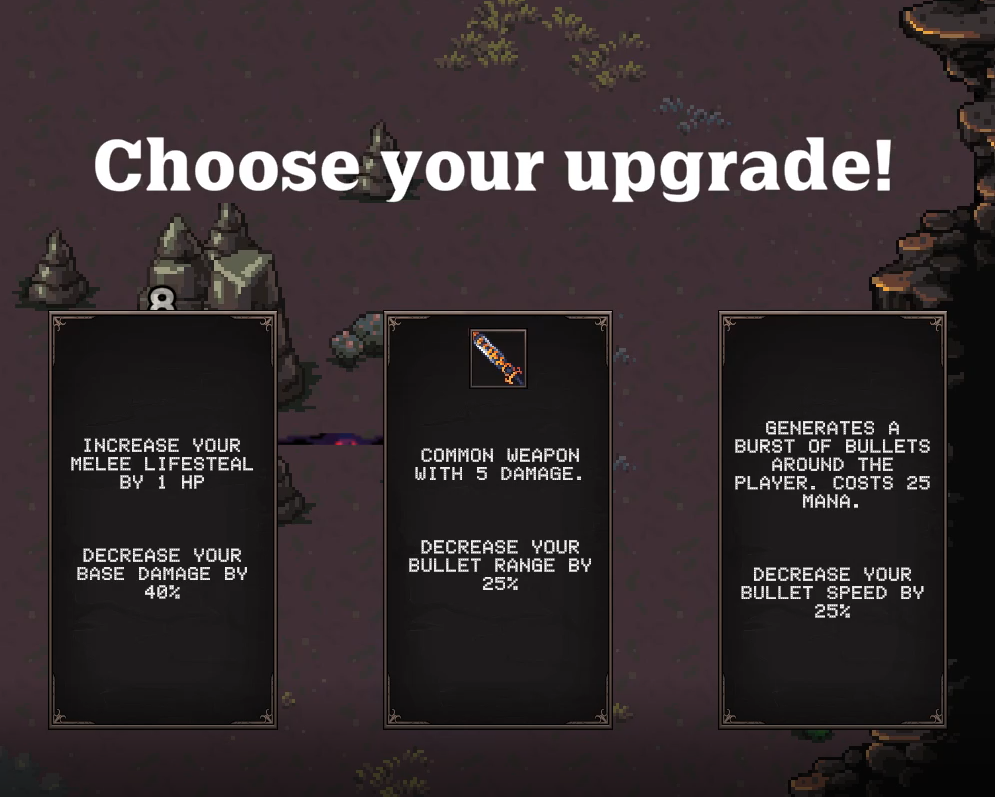 Choose your upgrade!
8
INCREASE YOUR
MELEE LIFESTEAL
BY 1 HP
DECREASE YOUR
BASE DAMAGE BY
40%
COMMON WEAPON
WITH 5 DAMAGE.
DECREASE YOUR
BULLET RANGE BY
25%
GENERATES A
BURST OF BULLETS
AROUND THE
PLAYER. COSTS 25
MANA.
DECREASE YOUR
BULLET SPEED BY
25%